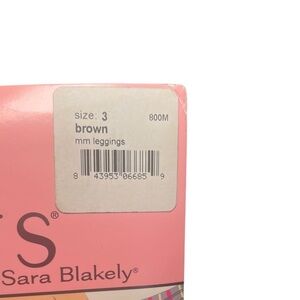 size: 3 800M
brown
mm leggings
8 43953 06685 9
S®
Sara Blakely®